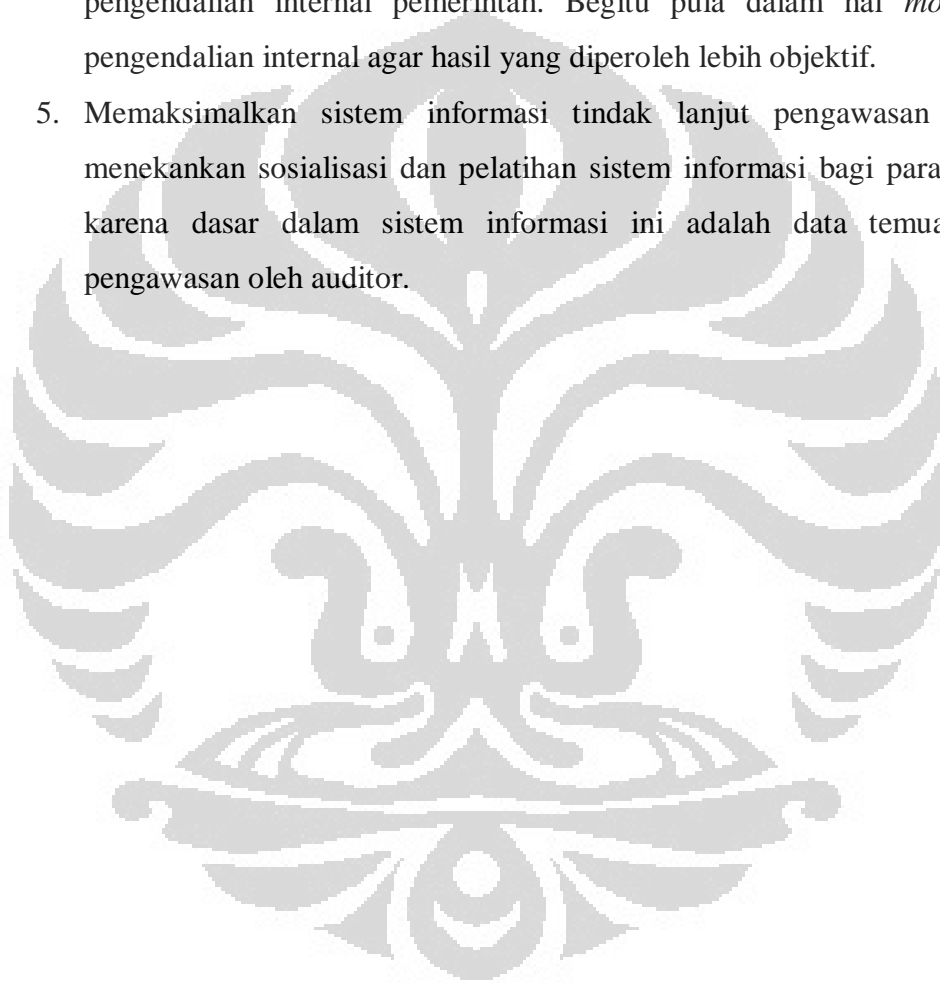 pengendalian internal pemerintah. Begitu pula dalam hal
pengendalian internal agar hasil yang diperoleh lebih objektif.
5. Memaksimalkan sistem informasi tindak lanjut pengawasan
menekankan sosialisasi dan pelatihan sistem informasi bagi para
karena dasar dalam sistem informasi ini adalah data
pengawasan oleh auditor.